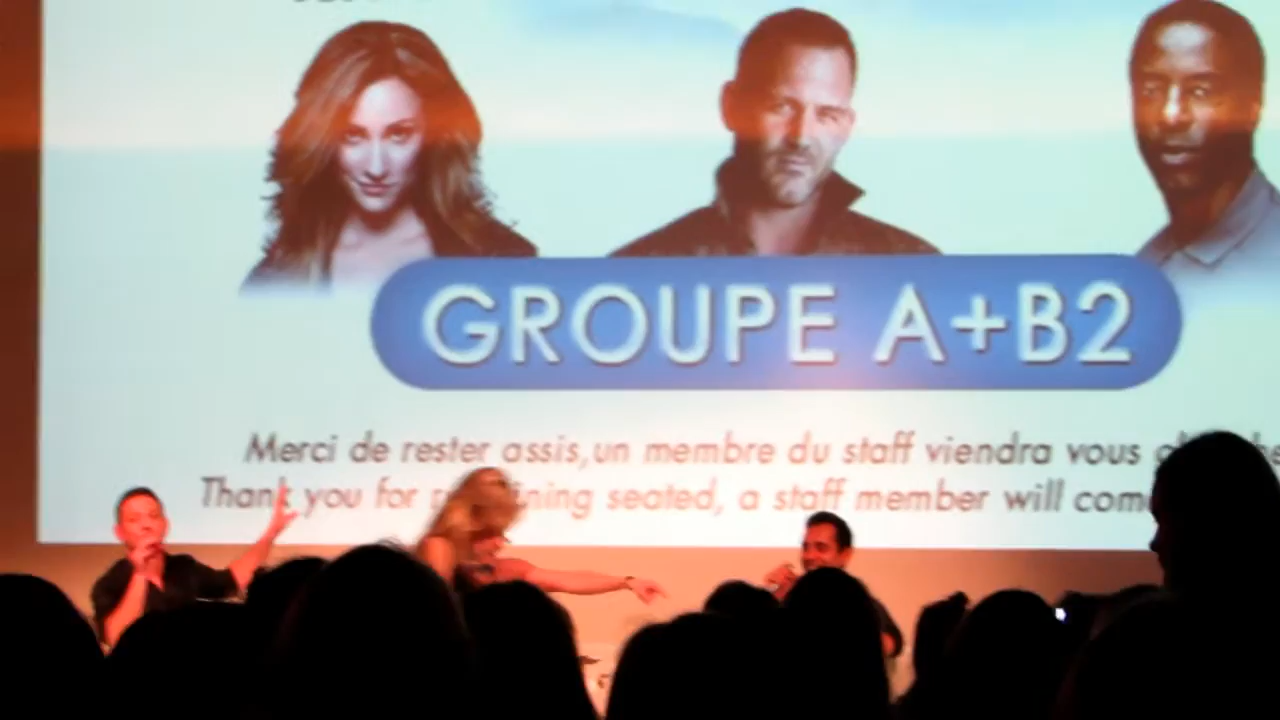 GROUPE A+B2
Merci de rester assis,un membre du staff viendra vous
Thank you for seated, a staff member will come